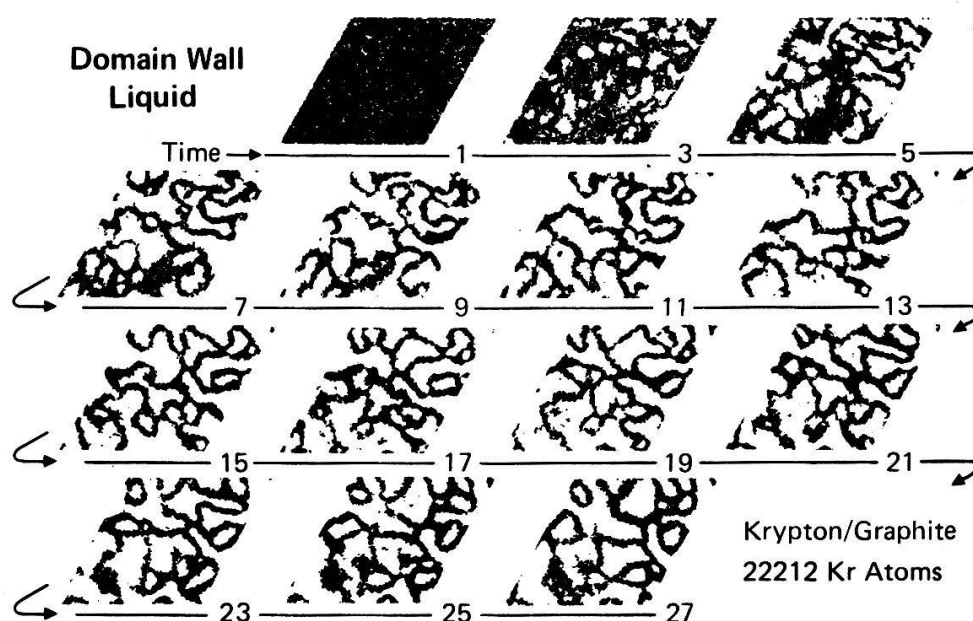 Domain Wall
Liquid
Time 1 3 5
7 9 11 13
15 17 19 21
23 25 27
Krypton/Graphite
22212 Kr Atoms